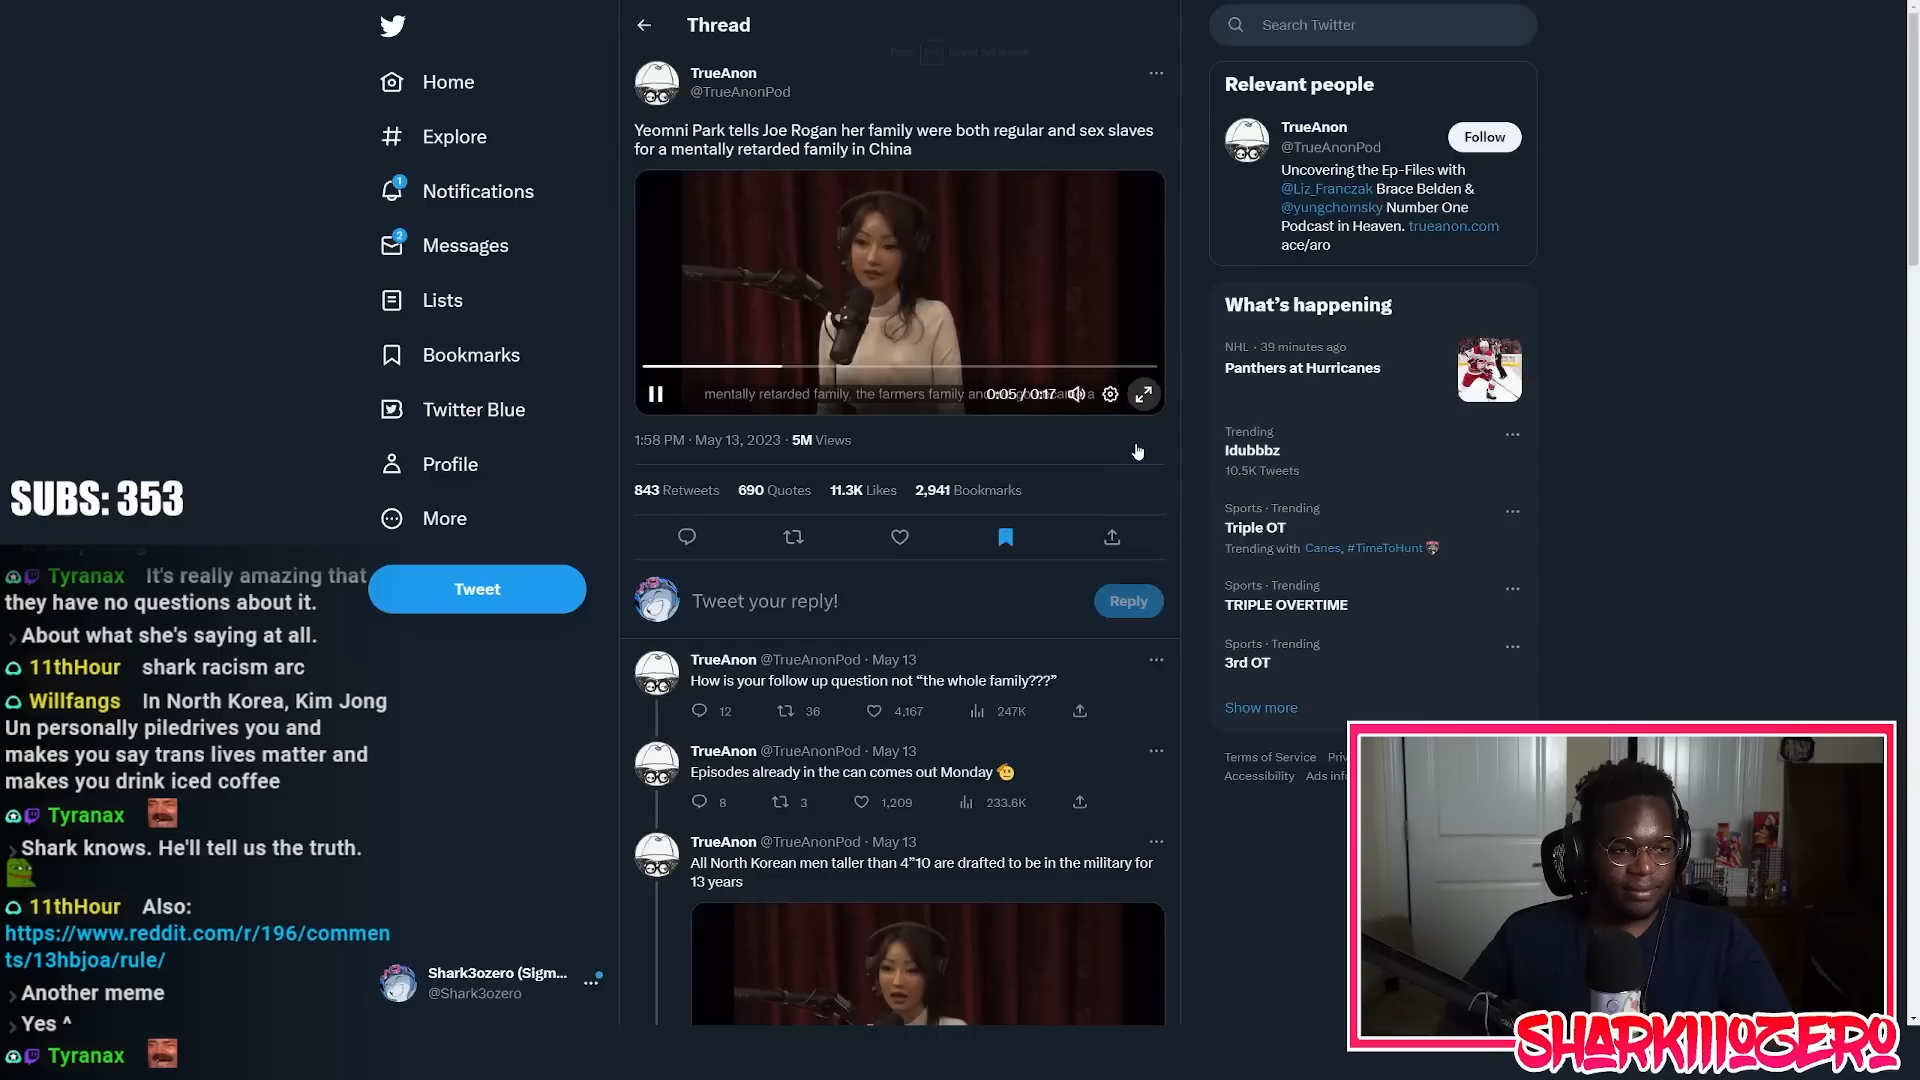 Home
Explore
1
Notifications
2
Messages
Lists
Bookmarks
Twitter Blue
Profile
More
Tweet
Shark3ozero (Sigm...
@Shark3ozero
SUBS: 353
Tyranax It's really amazing that
they have no questions about it.
About what she's saying at all.
11thHour shark racism arc
Willfangs In North Korea, Kim Jong
Un personally piledrives you and
makes you say trans lives matter and
makes you drink iced coffee
Tyranax
Shark knows. He'll tell us the truth.
11thHour Also:
https://www.reddit.com/r/196/commen
ts/13hbjoa/rule/
Another meme
Yes ^
Tyranax
Thread
TrueAnon
@TrueAnonPod
Yeomni Park tells Joe Rogan her family were both regular and sex slaves
for a mentally retarded family in China
mentally retarded family, the farmers family and
0:05 / 0:17
1:58 PM · May 13, 2023 · 5M Views
843 Retweets 690 Quotes 11.3K Likes 2,941 Bookmarks
Tweet your reply!
Reply
TrueAnon @TrueAnonPod · May 13
How is your follow up question not “the whole family???”
12 36 4,167 247K
TrueAnon @TrueAnonPod · May 13
Episodes already in the can comes out Monday
8 3 1,209 233.6K
TrueAnon @TrueAnonPod · May 13
All North Korean men taller than 4”10 are drafted to be in the military for
13 years
Search Twitter
Relevant people
TrueAnon
@TrueAnonPod
Follow
Uncovering the Ep-Files with
@Liz_Franczak Brace Belden &
@yungchomsky Number One
Podcast in Heaven. trueanon.com
ace/aro
What's happening
NHL · 39 minutes ago
Panthers at Hurricanes
Trending
Idubbbz
10.5K Tweets
Sports · Trending
Triple OT
Trending with Canes, #TimeToHunt
Sports · Trending
TRIPLE OVERTIME
Sports · Trending
3rd OT
Show more
Terms of Service
Accessibility
SHARKIIIOZERO